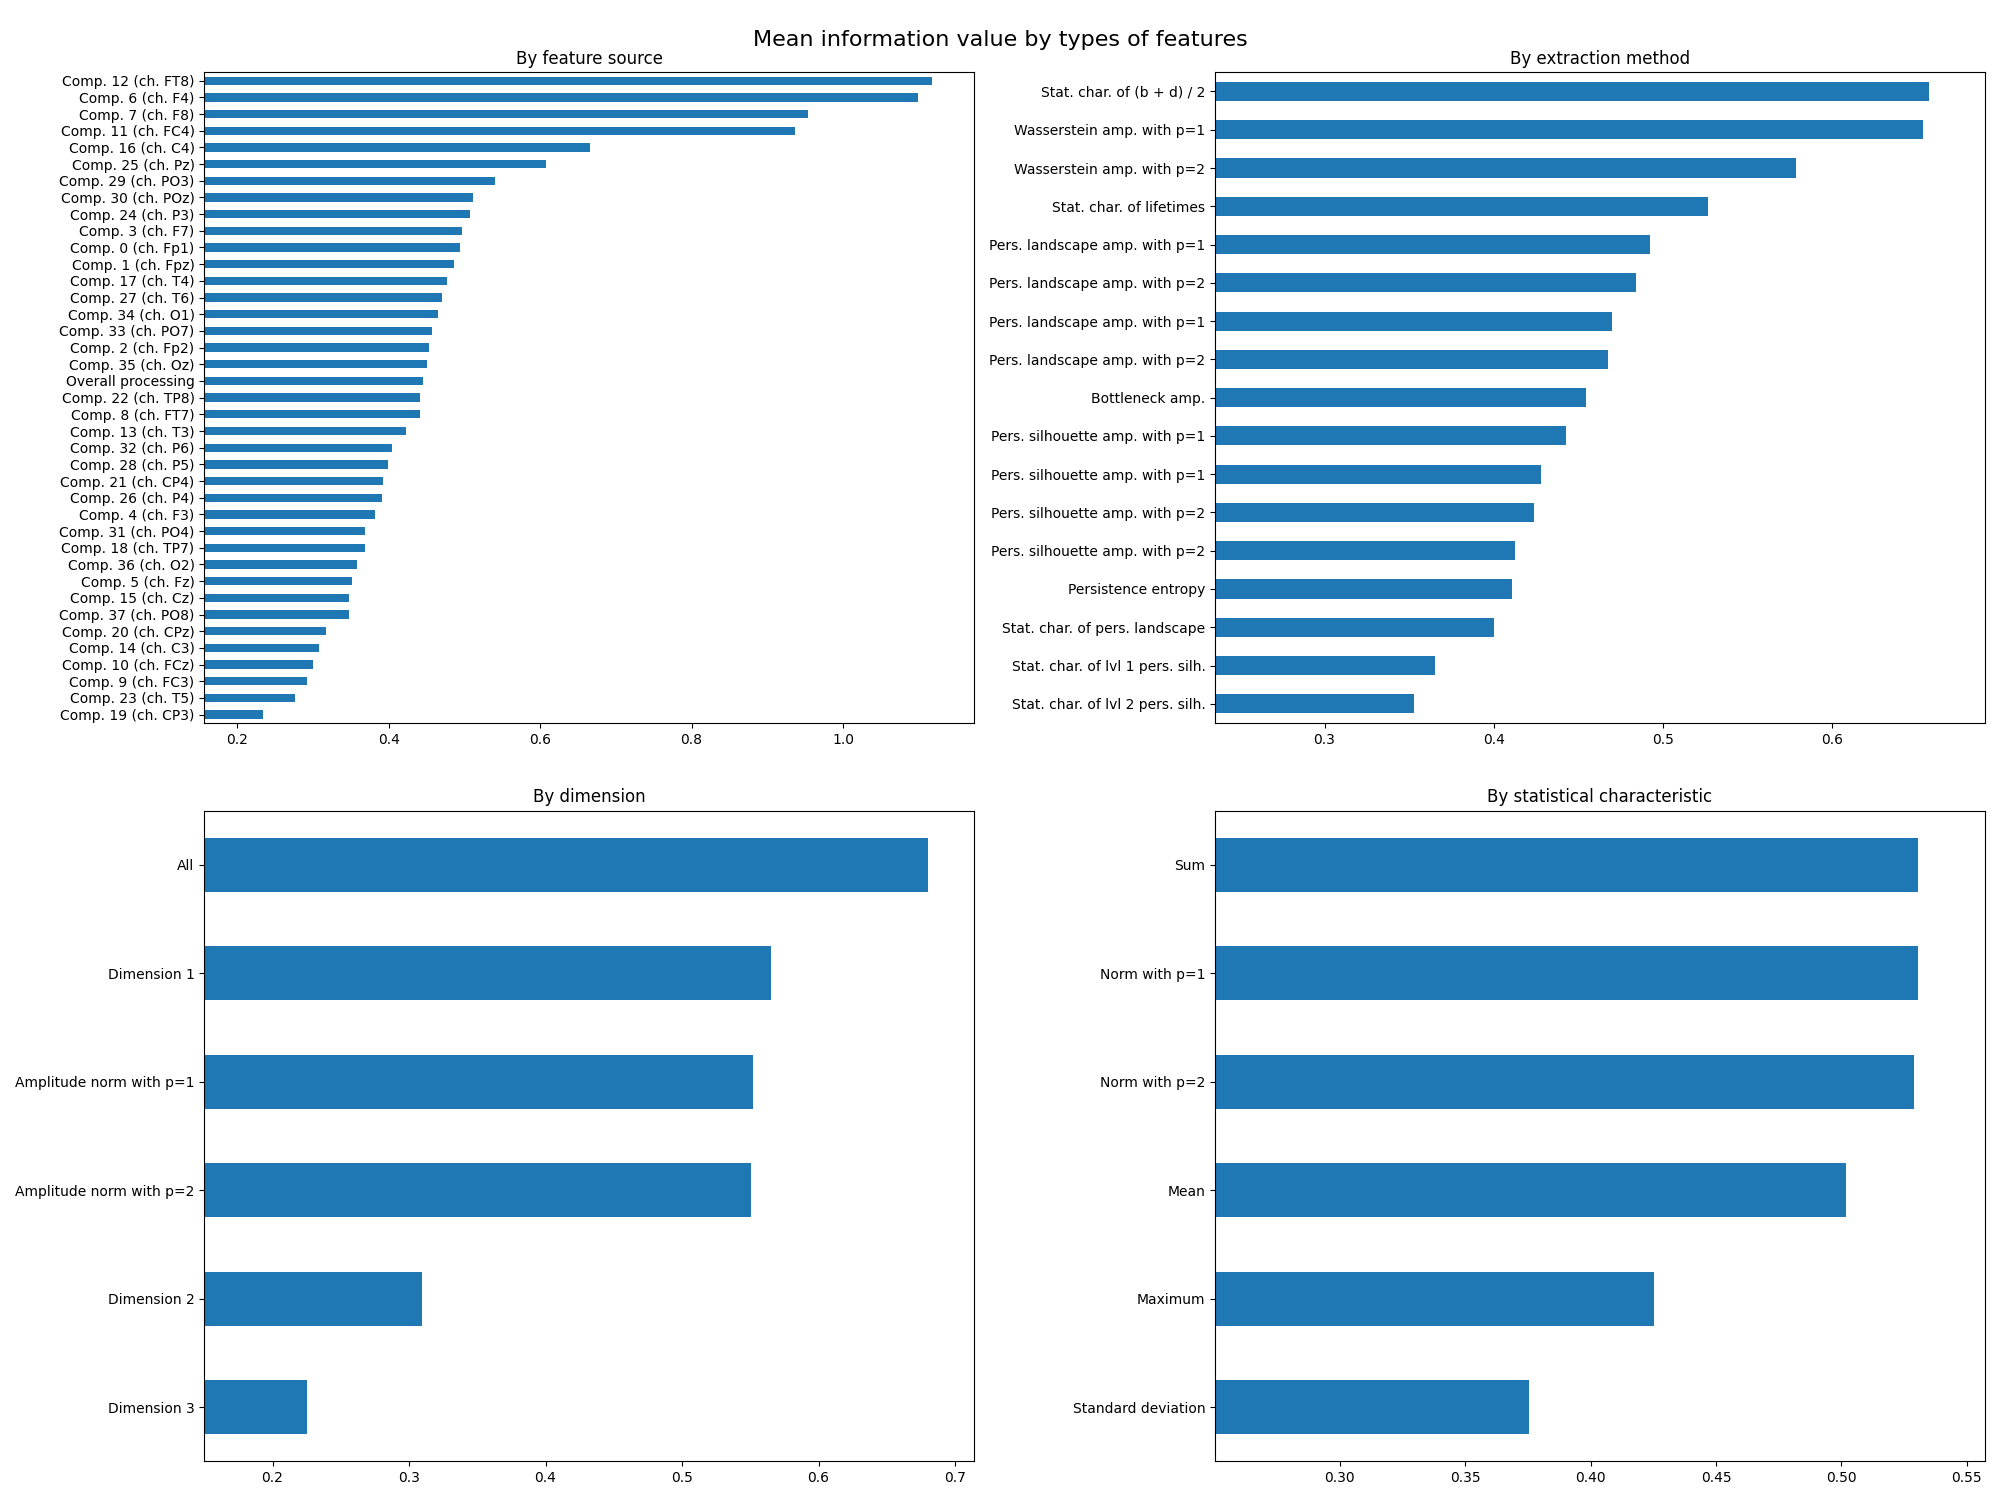 Mean information value by types of features
By feature source
Comp. 12 (ch. FT8)
Comp. 6 (ch. F4)
Comp. 7 (ch. F8)
Comp. 11 (ch. FC4)
Comp. 16 (ch. C4)
Comp. 25 (ch. Pz)
Comp. 29 (ch. PO3)
Comp. 30 (ch. POz)
Comp. 24 (ch. P3)
Comp. 3 (ch. F7)
Comp. 0 (ch. Fp1)
Comp. 1 (ch. Fpz)
Comp. 17 (ch. T4)
Comp. 27 (ch. T6)
Comp. 34 (ch. O1)
Comp. 33 (ch. PO7)
Comp. 2 (ch. Fp2)
Comp. 35 (ch. Oz)
Overall processing
Comp. 22 (ch. TP8)
Comp. 8 (ch. FT7)
Comp. 13 (ch. T3)
Comp. 32 (ch. P6)
Comp. 28 (ch. P5)
Comp. 21 (ch. CP4)
Comp. 26 (ch. P4)
Comp. 4 (ch. F3)
Comp. 31 (ch. PO4)
Comp. 18 (ch. TP7)
Comp. 36 (ch. O2)
Comp. 5 (ch. Fz)
Comp. 15 (ch. Cz)
Comp. 37 (ch. PO8)
Comp. 20 (ch. CPz)
Comp. 14 (ch. C3)
Comp. 10 (ch. FCz)
Comp. 9 (ch. FC3)
Comp. 23 (ch. T5)
Comp. 19 (ch. CP3)
0.2 0.4 0.6 0.8 1.0
By extraction method
Stat. char. of (b + d) / 2
Wasserstein amp. with p=1
Wasserstein amp. with p=2
Stat. char. of lifetimes
Pers. landscape amp. with p=1
Pers. landscape amp. with p=2
Pers. landscape amp. with p=1
Pers. landscape amp. with p=2
Bottleneck amp.
Pers. silhouette amp. with p=1
Pers. silhouette amp. with p=1
Pers. silhouette amp. with p=2
Pers. silhouette amp. with p=2
Persistence entropy
Stat. char. of pers. landscape
Stat. char. of lvl 1 pers. silh.
Stat. char. of lvl 2 pers. silh.
0.3 0.4 0.5 0.6
By dimension
All
Dimension 1
Amplitude norm with p=1
Amplitude norm with p=2
Dimension 2
Dimension 3
0.2 0.3 0.4 0.5 0.6 0.7
By statistical characteristic
Sum
Norm with p=1
Norm with p=2
Mean
Maximum
Standard deviation
0.30 0.35 0.40 0.45 0.50 0.55